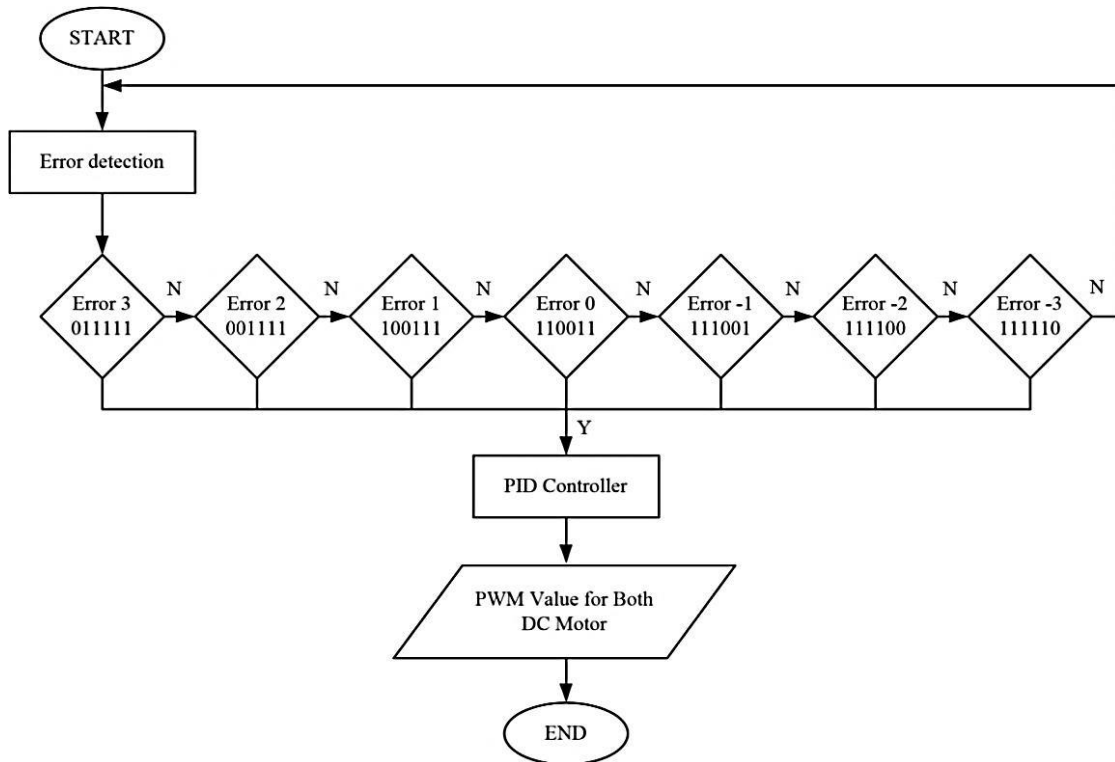 START
Error detection
Error 3
011111
N
Error 2
001111
N
Error 1
100111
N
Error 0
110011
N
Error -1
111001
N
Error -2
111100
N
Error -3
111110
N
Y
PID Controller
PWM Value for Both
DC Motor
END